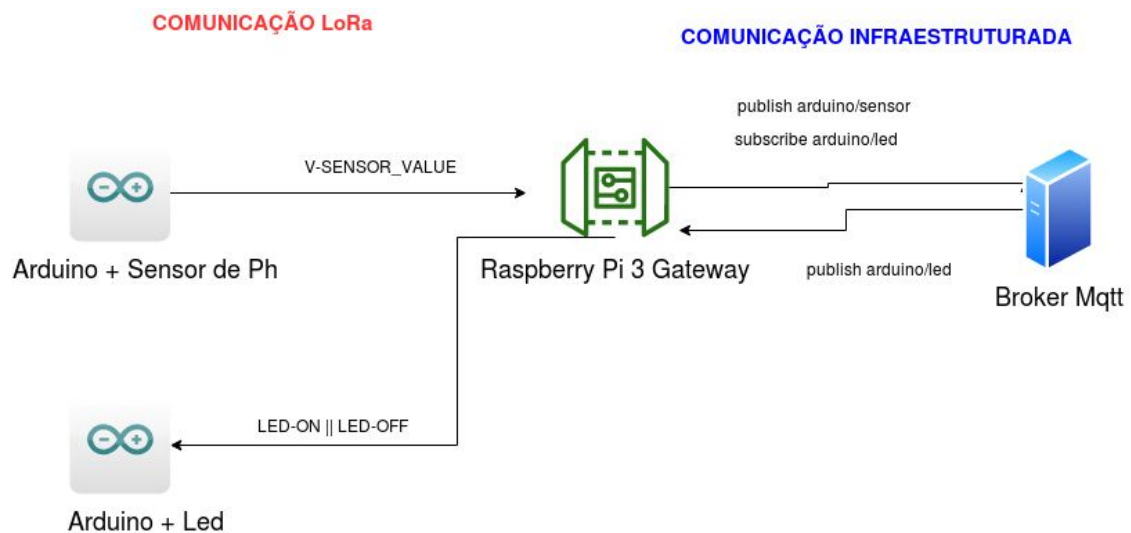 COMUNICAÇÃO LoRa
COMUNICAÇÃO INFRAESTRUTURADA
publish arduino/sensor
subscribe arduino/led
V-SENSOR_VALUE
Arduino + Sensor de Ph
Raspberry Pi 3 Gateway
publish arduino/led
Broker Mqtt
LED-ON || LED-OFF
Arduino + Led